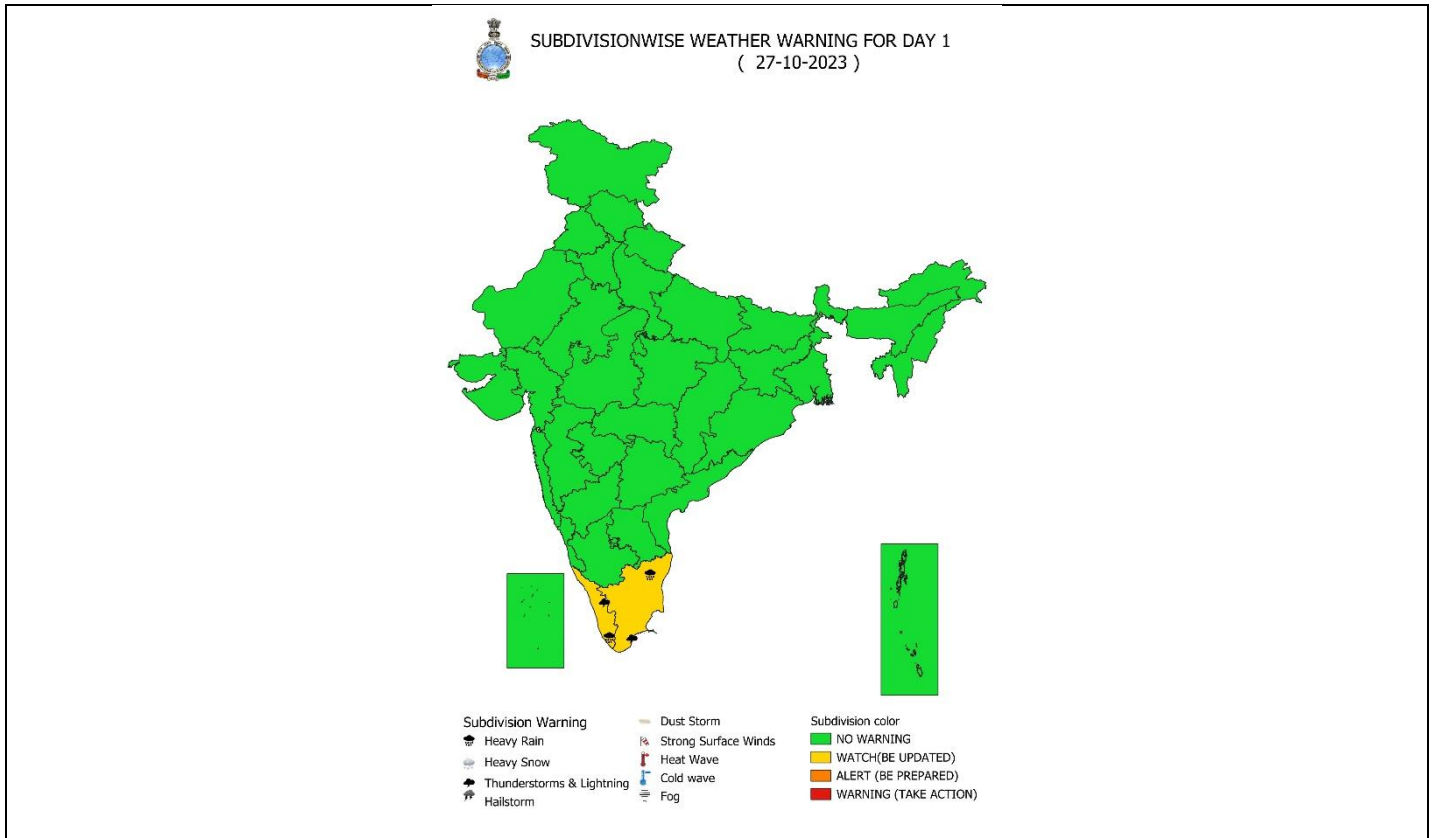 SUBDIVISIONWISE WEATHER WARNING FOR DAY 1
( 27-10-2023 )
Subdivision Warning
Heavy Rain
Heavy Snow
Thunderstorms & Lightning
Hailstorm
Dust Storm
Strong Surface Winds
Heat Wave
Cold wave
Fog
Subdivision color
NO WARNING
WATCH(BE UPDATED)
ALERT (BE PREPARED)
WARNING (TAKE ACTION)